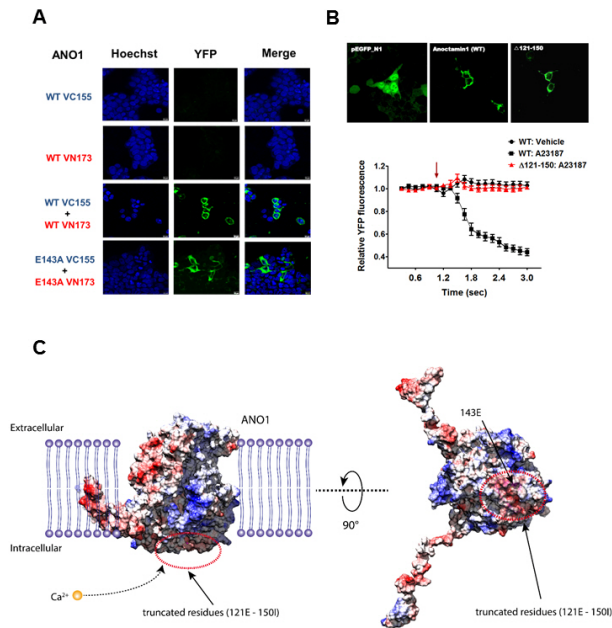 A
ANO1 Hoechst YFP Merge
WT VC155
WT VN173
WT VC155
+
WT VN173
E143A VC155
+
E143A VN173
B
pEGFP_N1 Anoctamin1 (WT) △121-150
WT: Vehicle
WT: A23187
Δ121-150: A23187
Relative YFP fluorescence
1.2
1.0
0.8
0.6
0.4
0.6 1.2 1.8 2.4 3.0
Time (sec)
C
ANO1
Extracellular
Intracellular
Ca²⁺
truncated residues (121E - 150I)
90°
143E
truncated residues (121E - 150I)